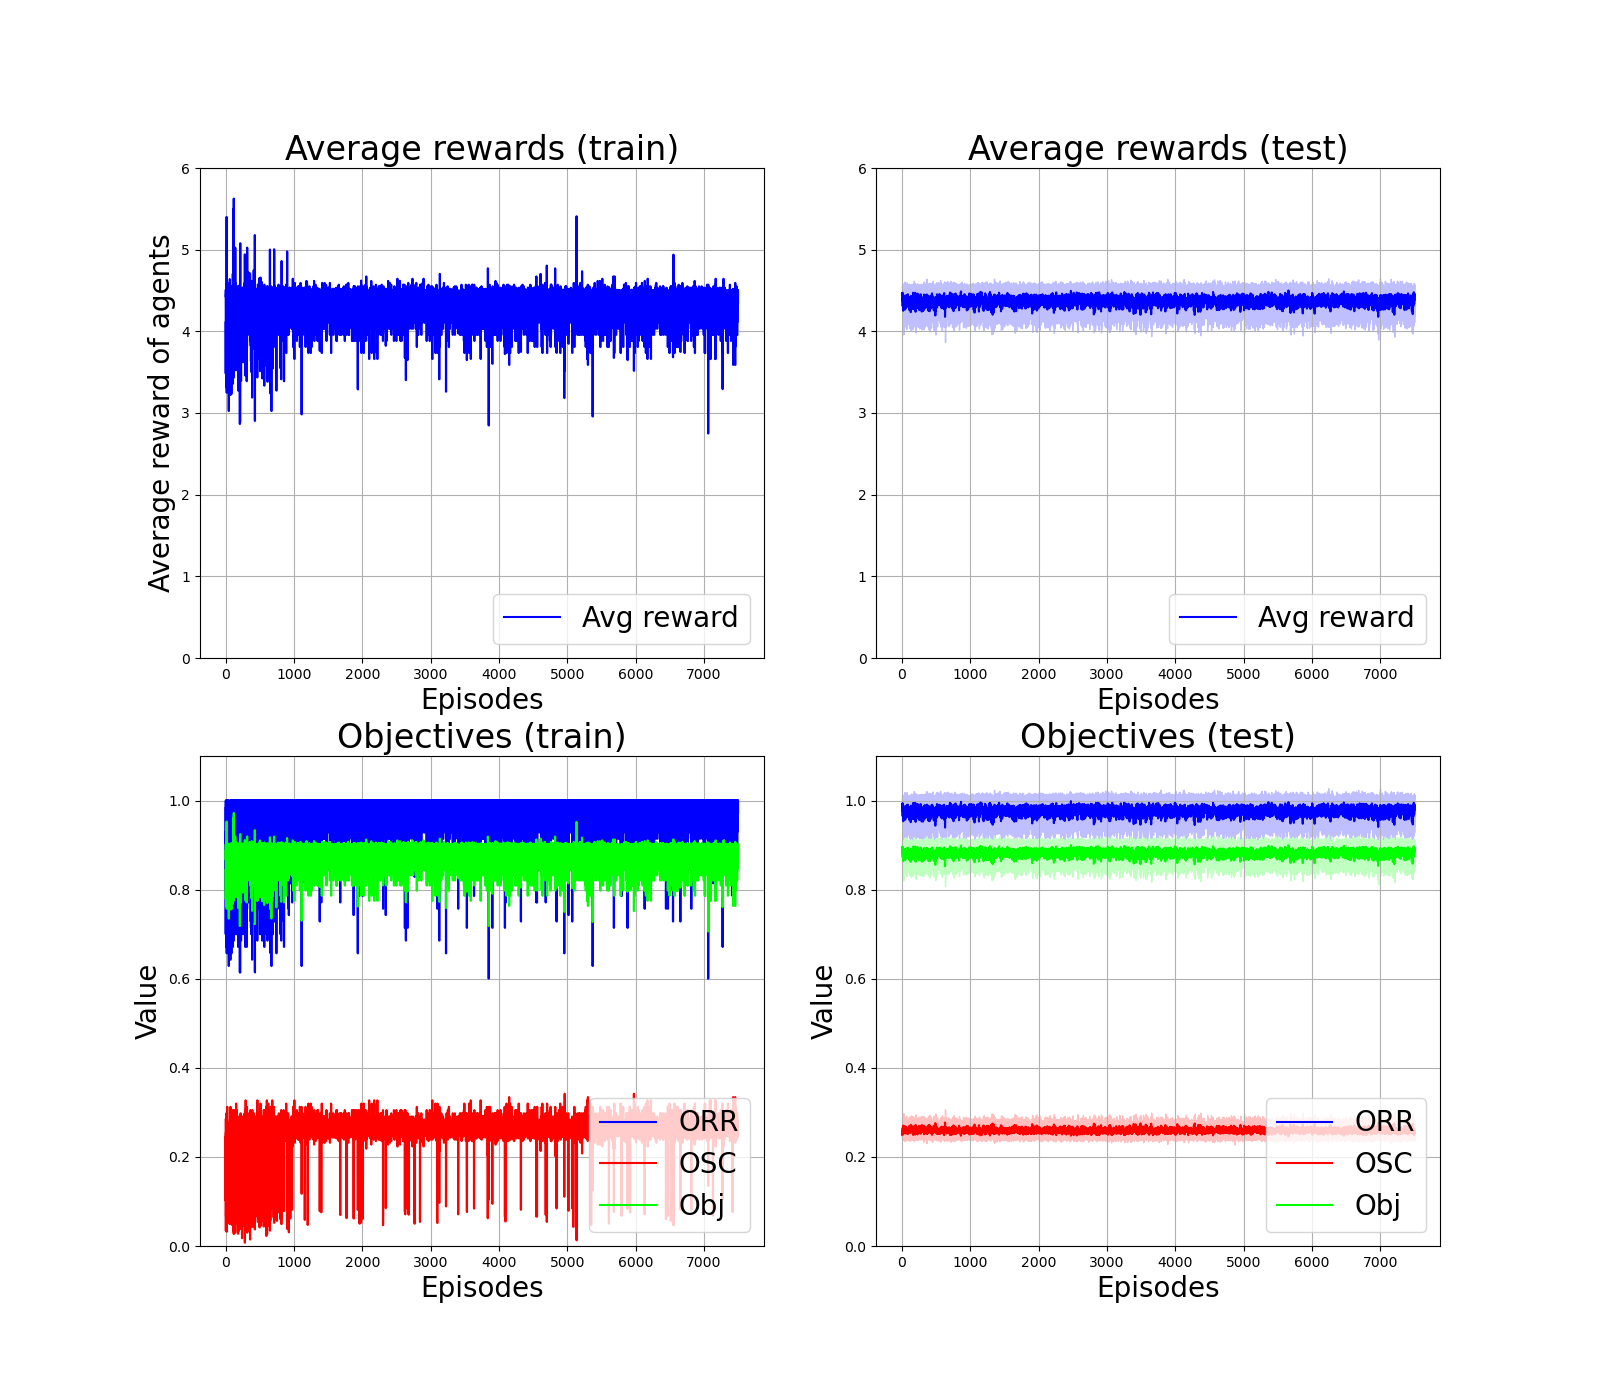 Average rewards (train)
Average reward of agents
6
5
4
3
2
1
0
0 1000 2000 3000 4000 5000 6000 7000
Episodes
Avg reward
Average rewards (test)
6
5
4
3
2
1
0
0 1000 2000 3000 4000 5000 6000 7000
Episodes
Avg reward
Objectives (train)
Value
1.0
0.8
0.6
0.4
0.2
0.0
0 1000 2000 3000 4000 5000 6000 7000
Episodes
ORR
OSC
Obj
Objectives (test)
Value
1.0
0.8
0.6
0.4
0.2
0.0
0 1000 2000 3000 4000 5000 6000 7000
Episodes
ORR
OSC
Obj